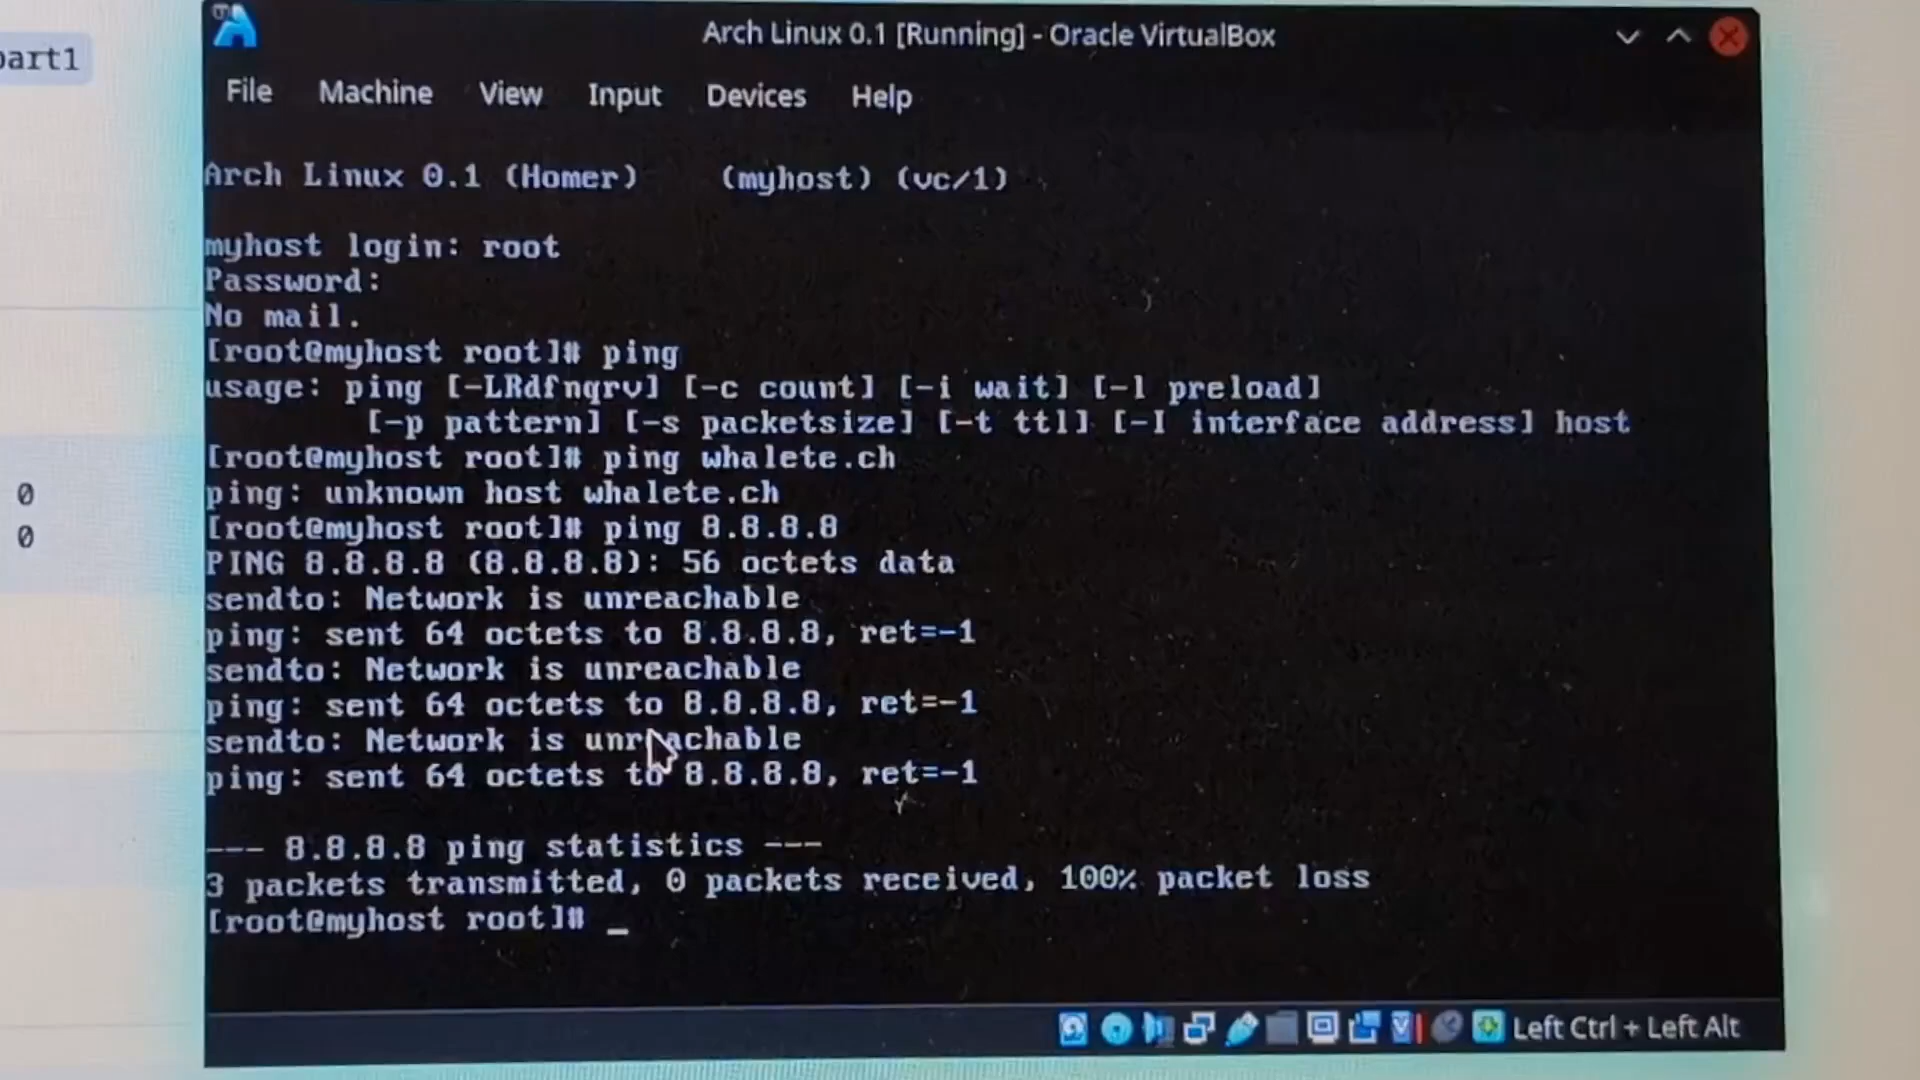 part1
Arch Linux 0.1 [Running] - Oracle VirtualBox
File Machine View Input Devices Help
Arch Linux 0.1 (Homer) (myhost) (vc/1)
myhost login: root
Password:
No mail.
[root@myhost root]# ping
usage: ping [-LRdfnqrv] [-c count] [-i wait] [-l preload]
[-p pattern] [-s packetsize] [-t ttl] [-I interface address] host
[root@myhost root]# ping whalete.ch
ping: unknown host whalete.ch
[root@myhost root]# ping 8.8.8.8
PING 8.8.8.8 (8.8.8.8): 56 octets data
sendto: Network is unreachable
ping: sent 64 octets to 8.8.8.8, ret=-1
sendto: Network is unreachable
ping: sent 64 octets to 8.8.8.8, ret=-1
sendto: Network is unreachable
ping: sent 64 octets to 8.8.8.8, ret=-1
--- 8.8.8.8 ping statistics ---
3 packets transmitted, 0 packets received, 100% packet loss
[root@myhost root]# _
0
0
Left Ctrl + Left Alt